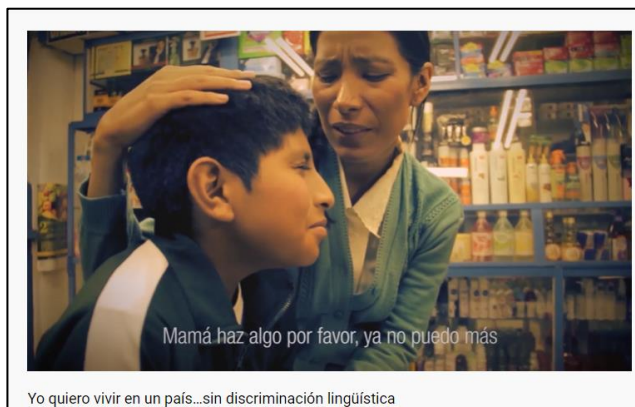 Mamá haz algo por favor, ya no puedo más
Yo quiero vivir en un país...sin discriminación lingüística